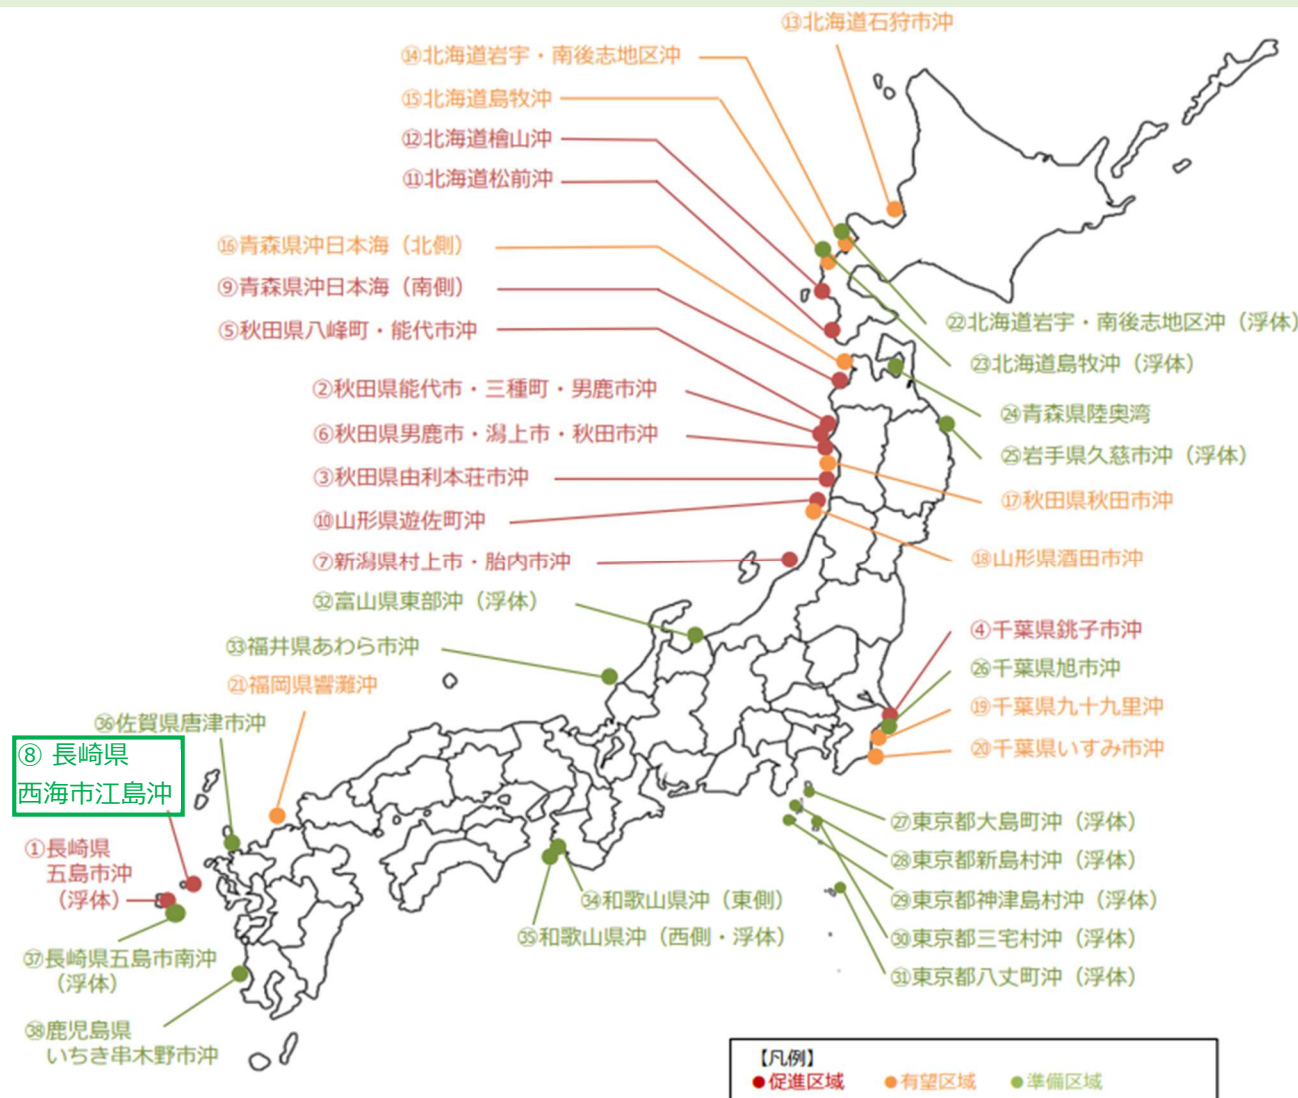 ⑬北海道石狩市沖
⑭北海道岩宇・南後志地区沖
⑮北海道島牧沖
⑫北海道檜山沖
⑪北海道松前沖
⑯青森県沖日本海（北側）
⑨青森県沖日本海（南側）
⑤秋田県八峰町・能代市沖
②秋田県能代市・三種町・男鹿市沖
⑥秋田県男鹿市・潟上市・秋田市沖
③秋田県由利本荘市沖
⑩山形県遊佐町沖
⑦新潟県村上市・胎内市沖
㉜富山県東部沖（浮体）
㉝福井県あわら市沖
㉑福岡県響灘沖
㊱佐賀県唐津市沖
⑧ 長崎県
西海市江島沖
①長崎県
五島市沖
（浮体）
㊲長崎県五島市南沖
（浮体）
㊳鹿児島県
いちき串木野市沖
㉒北海道岩宇・南後志地区沖（浮体）
㉓北海道島牧沖（浮体）
㉔青森県陸奥湾
㉕岩手県久慈市沖（浮体）
⑰秋田県秋田市沖
⑱山形県酒田市沖
④千葉県銚子市沖
㉖千葉県旭市沖
⑲千葉県九十九里沖
⑳千葉県いすみ市沖
㉗東京都大島町沖（浮体）
㉘東京都新島村沖（浮体）
㉙東京都神津島村沖（浮体）
㉚東京都三宅村沖（浮体）
㉛東京都八丈町沖（浮体）
㉞和歌山県沖（東側）
㉟和歌山県沖（西側・浮体）
【凡例】
●促進区域 ●有望区域 ●準備区域